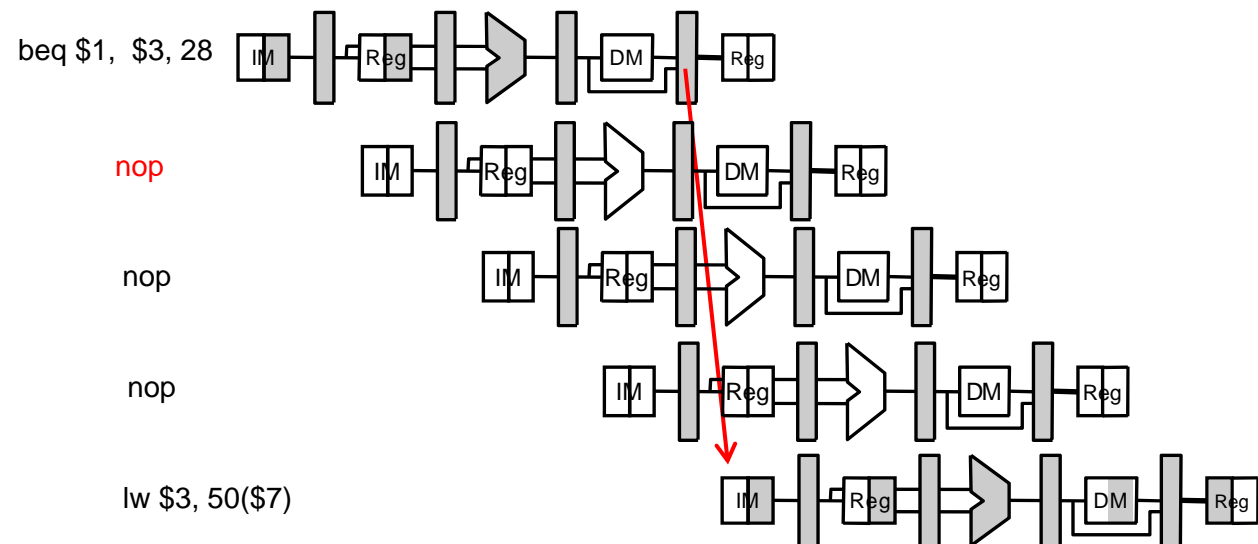 beq $1, $3, 28 IM Reg DM Reg
nop IM Reg DM Reg
nop IM Reg DM Reg
nop IM Reg DM Reg
lw $3, 50($7) IM Reg DM Reg